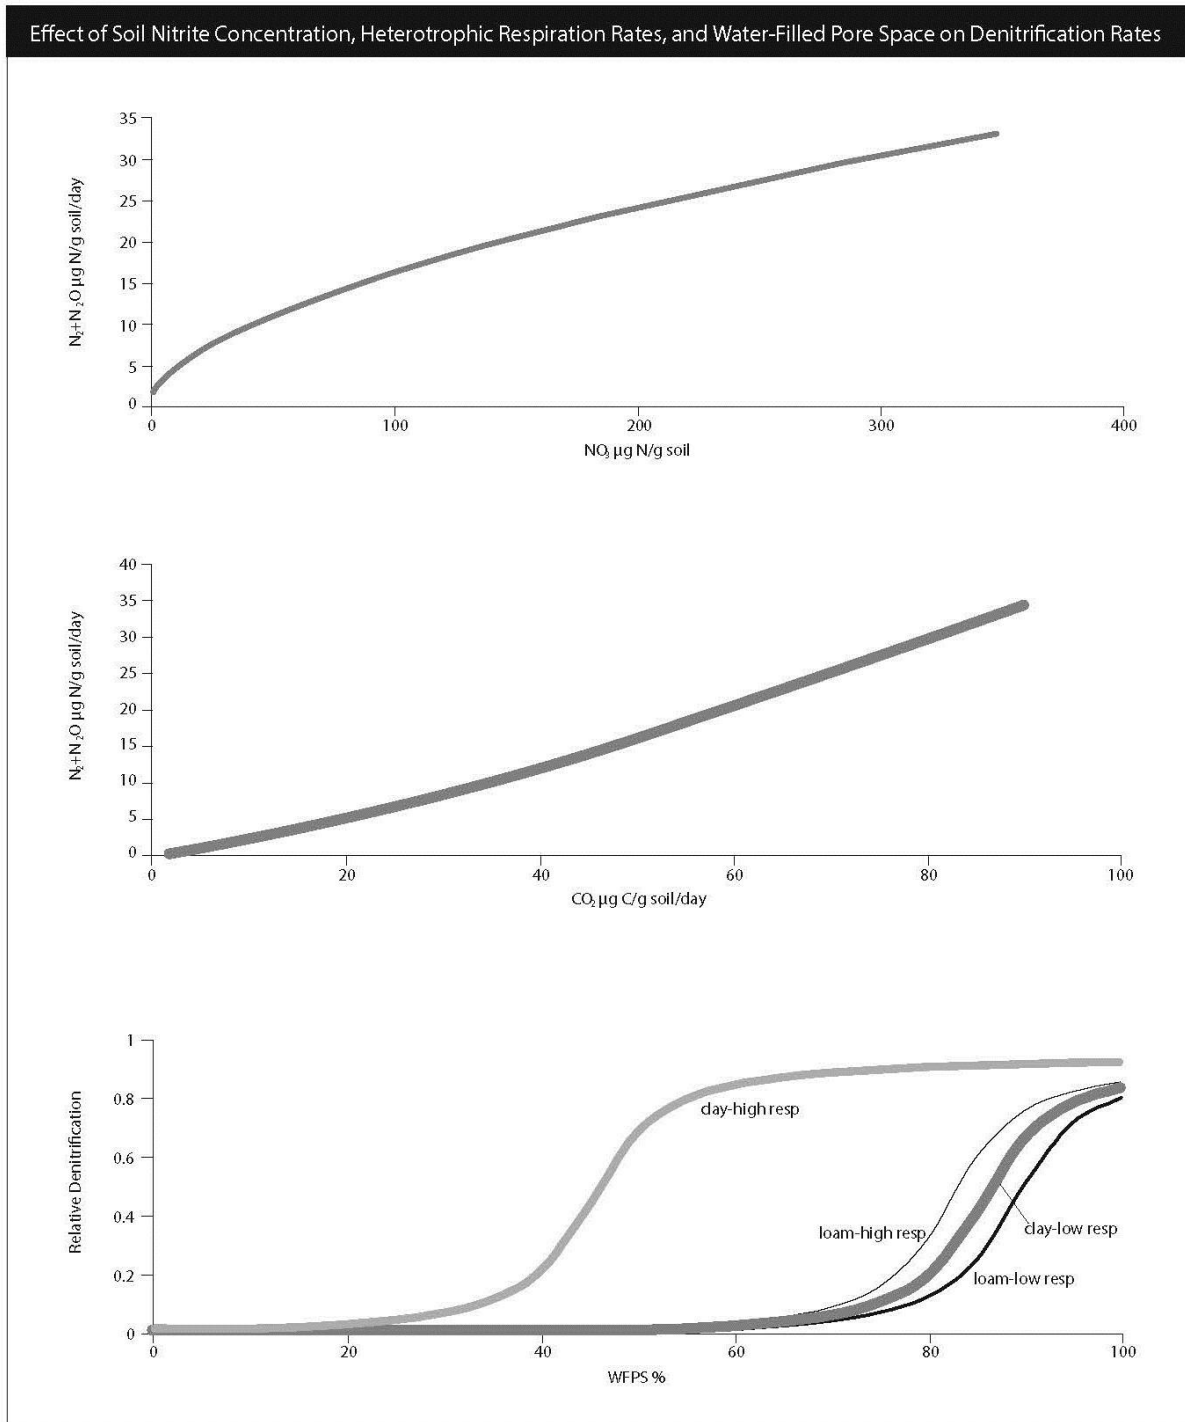 Effect of Soil Nitrite Concentration, Heterotrophic Respiration Rates, and Water-Filled Pore Space on Denitrification Rates
35
30
25
20
15
10
5
0
N₂+N₂O µg N/g soil/day
0 100 200 300 400
NO₃ µg N/g soil
40
35
30
25
20
15
10
5
0
N₂+N₂O µg N/g soil/day
0 20 40 60 80 100
CO₂ µg C/g soil/day
1
0.8
0.6
0.4
0.2
0
Relative Denitrification
clay-high resp
loam-high resp
clay-low resp
loam-low resp
0 20 40 60 80 100
WFPS %